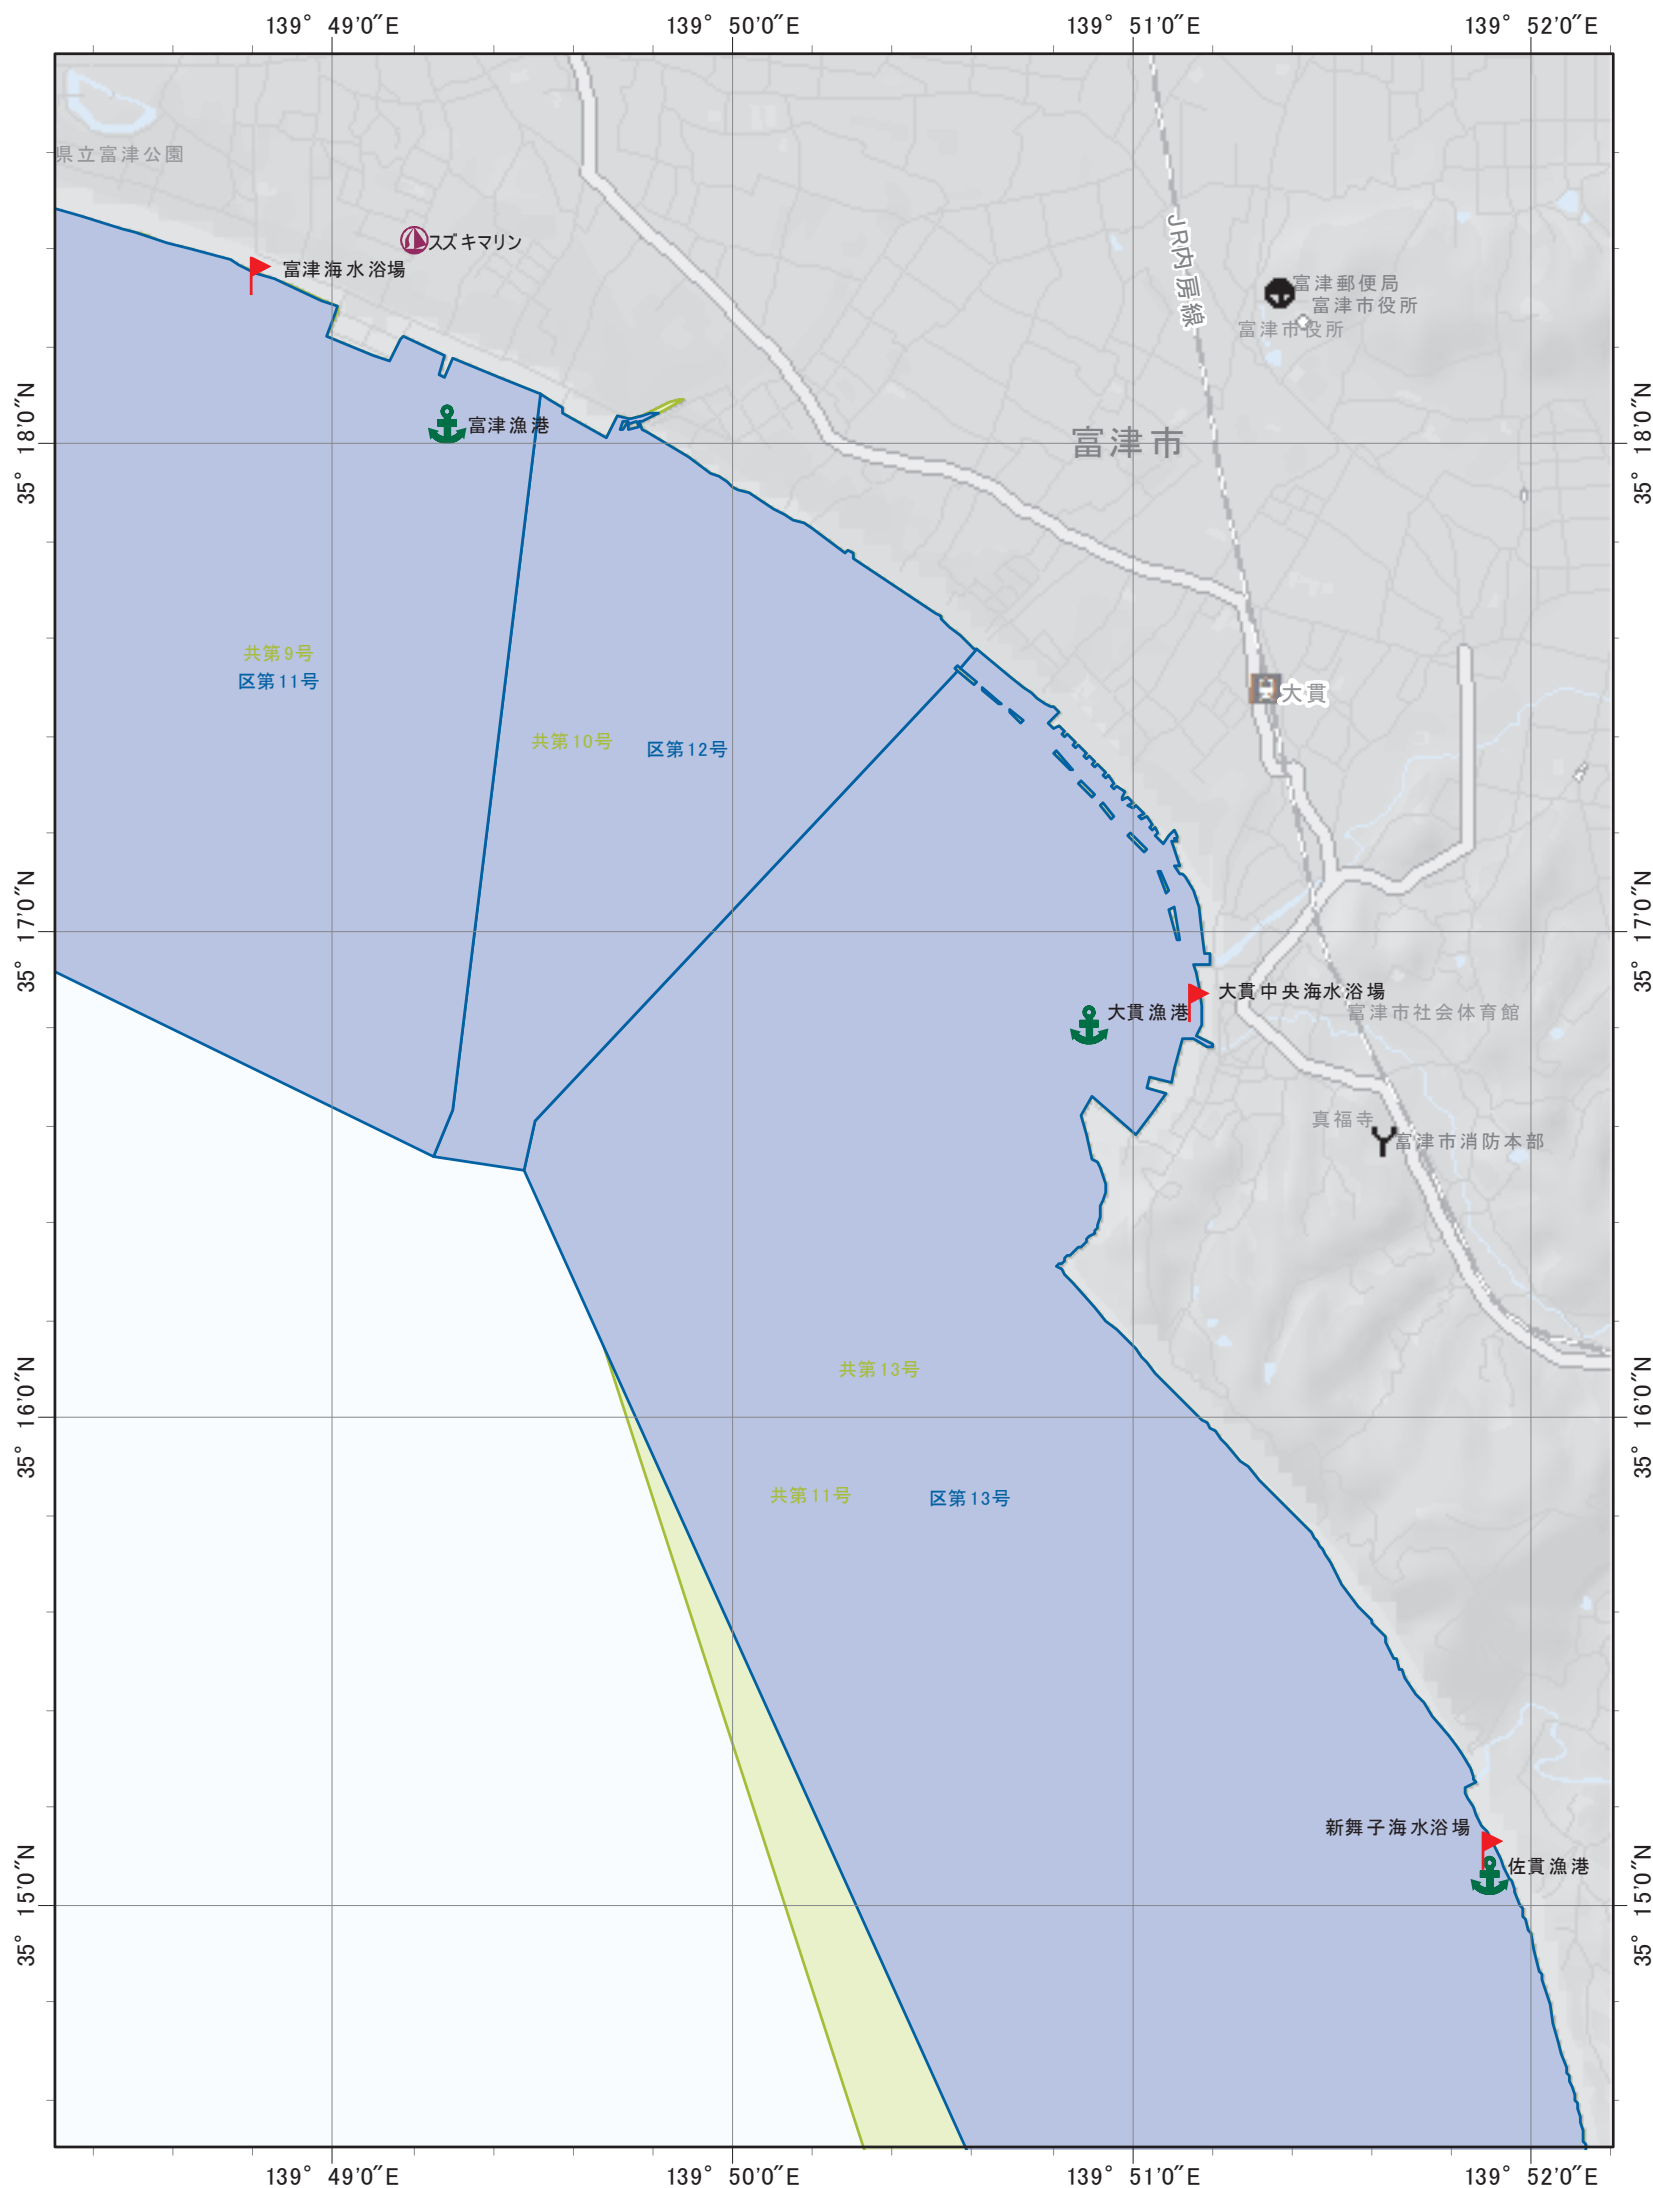 139° 49'0"E
139° 50'0"E
139° 51'0"E
139° 52'0"E
県立富津公園
スズキマリン
富津海水浴場
JR内房線
富津郵便局
富津市役所
富津市役所
富津漁港
富津市
35° 18'0"N
35° 18'0"N
共第9号
区第11号
大貫
共第10号
区第12号
35° 17'0"N
35° 17'0"N
大貫中央海水浴場
大貫漁港
富津市社会体育館
真福寺
富津市消防本部
共第13号
35° 16'0"N
35° 16'0"N
共第11号
区第13号
新舞子海水浴場
佐貫漁港
35° 15'0"N
35° 15'0"N
139° 49'0"E
139° 50'0"E
139° 51'0"E
139° 52'0"E